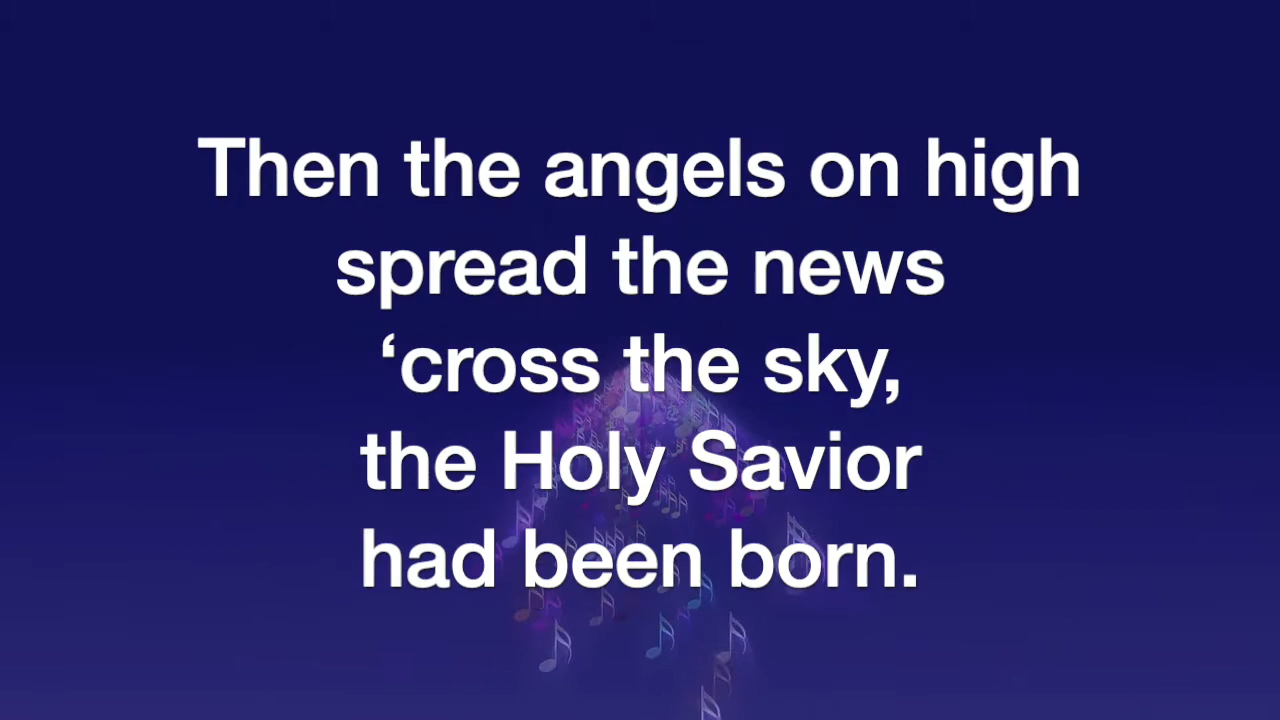 Then the angels on high
spread the news
‘cross the sky,
the Holy Savior
had been born.